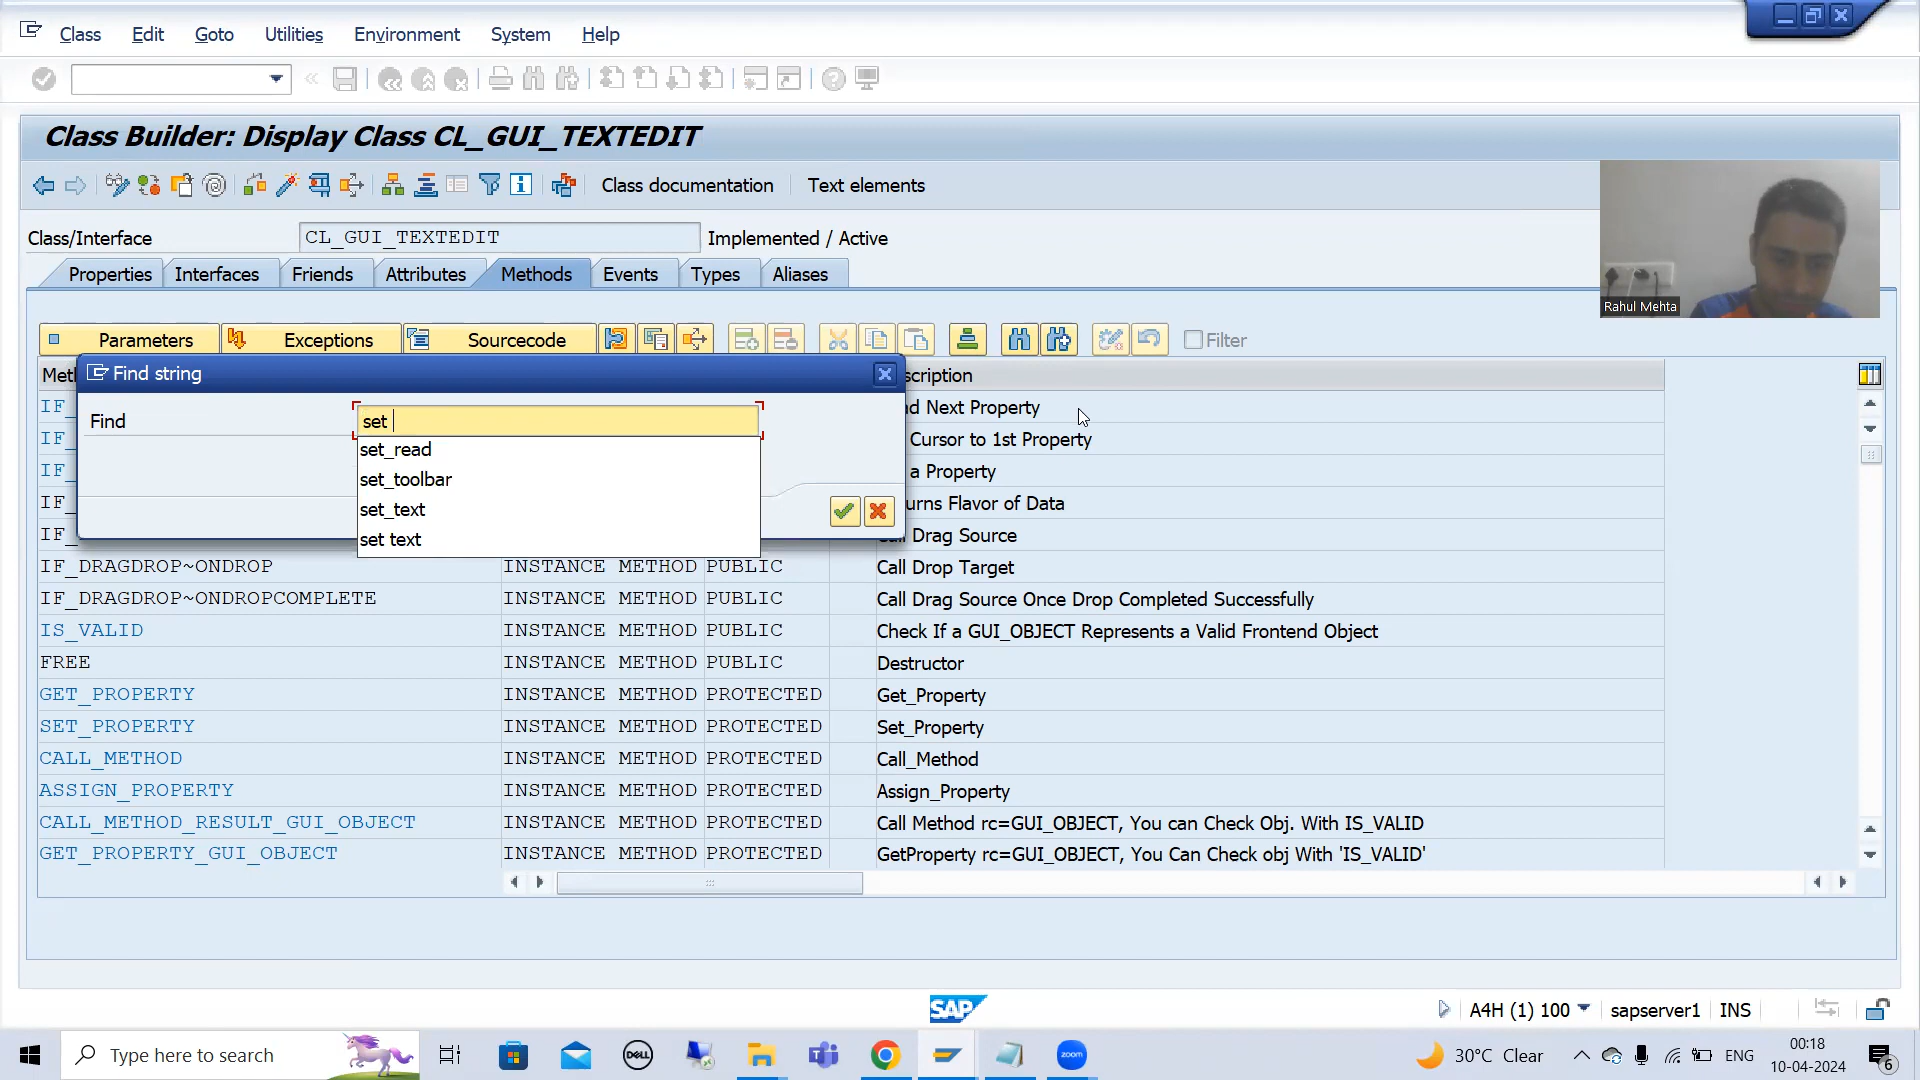 Class Edit Goto Utilities Environment System Help
Class Builder: Display Class CL_GUI_TEXTEDIT
Class documentation Text elements
Class/Interface CL_GUI_TEXTEDIT Implemented / Active
Properties Interfaces Friends Attributes Methods Events Types Aliases
Rahul Mehta
Parameters Exceptions Sourcecode Filter
Find string
Find set
set_read
set_toolbar
set_text
set text
Next Property
Cursor to 1st Property
a Property
Flavor of Data
Drag Source
IF_DRAGDROP~ONDROP INSTANCE METHOD PUBLIC Call Drop Target
IF_DRAGDROP~ONDROPCOMPLETE INSTANCE METHOD PUBLIC Call Drag Source Once Drop Completed Successfully
IS_VALID INSTANCE METHOD PUBLIC Check If a GUI_OBJECT Represents a Valid Frontend Object
FREE INSTANCE METHOD PUBLIC Destructor
GET_PROPERTY INSTANCE METHOD PROTECTED Get_Property
SET_PROPERTY INSTANCE METHOD PROTECTED Set_Property
CALL_METHOD INSTANCE METHOD PROTECTED Call_Method
ASSIGN_PROPERTY INSTANCE METHOD PROTECTED Assign_Property
CALL_METHOD_RESULT_GUI_OBJECT INSTANCE METHOD PROTECTED Call Method rc=GUI_OBJECT, You can Check Obj. With IS_VALID
GET_PROPERTY_GUI_OBJECT INSTANCE METHOD PROTECTED GetProperty rc=GUI_OBJECT, You Can Check obj With 'IS_VALID'
SAP
A4H (1) 100 sapserver1 INS
Type here to search DELL zoom 30°C Clear ENG
00:18
10-04-2024
6